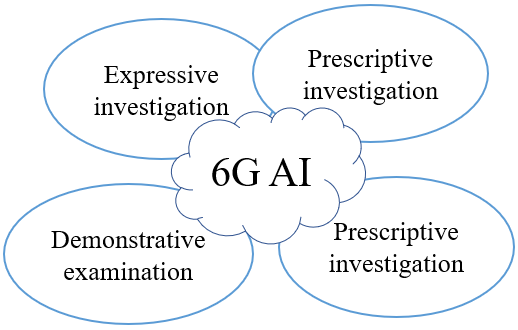 Expressive
investigation
Prescriptive
investigation
6G AI
Demonstrative
examination
Prescriptive
investigation